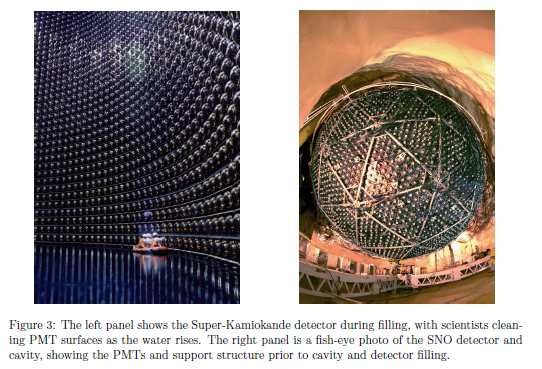 Figure 3: The left panel shows the Super-Kamiokande detector during filling, with scientists clean-
ing PMT surfaces as the water rises. The right panel is a fish-eye photo of the SNO detector and
cavity, showing the PMTs and support structure prior to cavity and detector filling.